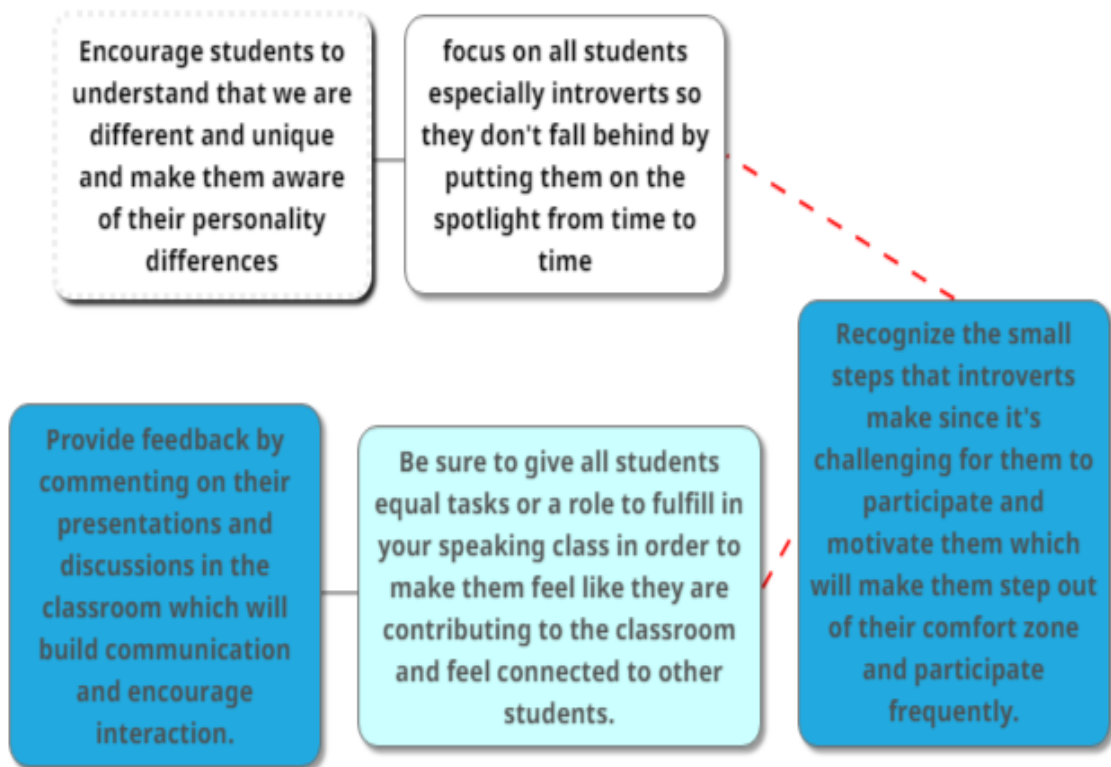 Encourage students to
understand that we are
different and unique
and make them aware
of their personality
differences
focus on all students
especially introverts so
they don't fall behind by
putting them on the
spotlight from time to
time
Recognize the small
steps that introverts
make since it's
challenging for them to
participate and
motivate them which
will make them step out
of their comfort zone
and participate
frequently.
Be sure to give all students
equal tasks or a role to fulfill in
your speaking class in order to
make them feel like they are
contributing to the classroom
and feel connected to other
students.
Provide feedback by
commenting on their
presentations and
discussions in the
classroom which will
build communication
and encourage
interaction.